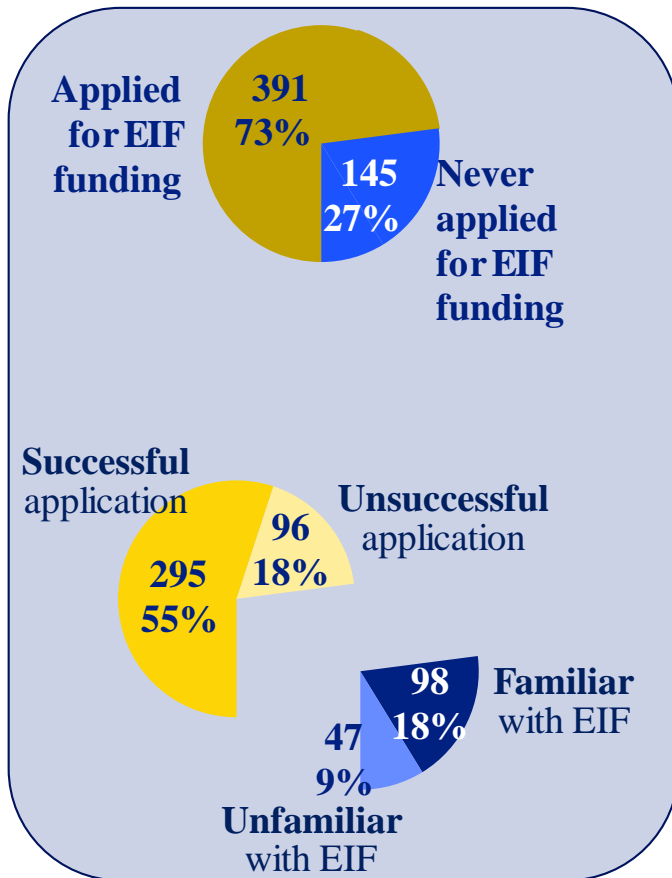 Applied
for EIF
funding
391
73%
145
27%
Never
applied
for EIF
funding
Successful
application
Unsuccessful
application
96
18%
295
55%
Familiar
with EIF
98
18%
47
9%
Unfamiliar
with EIF